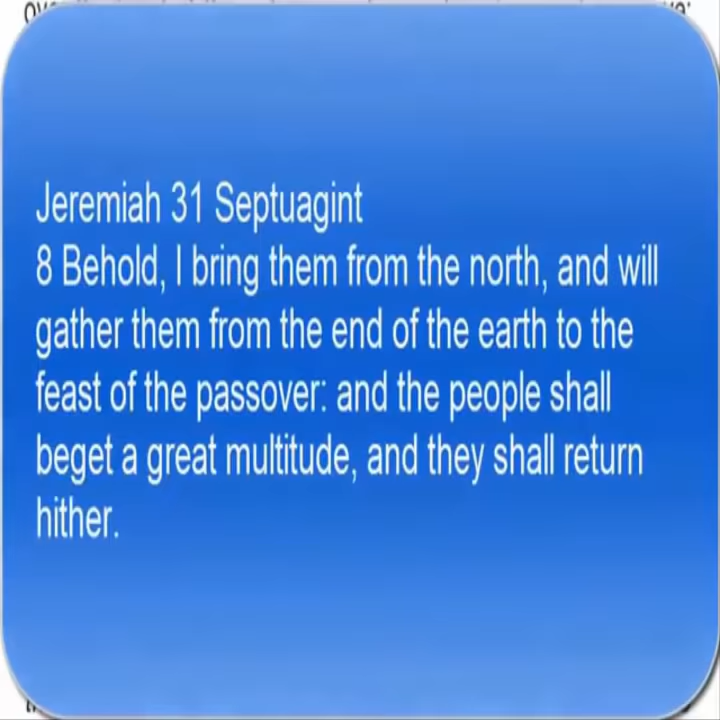 Jeremiah 31 Septuagint
8 Behold, I bring them from the north, and will
gather them from the end of the earth to the
feast of the passover: and the people shall
beget a great multitude, and they shall return
hither.